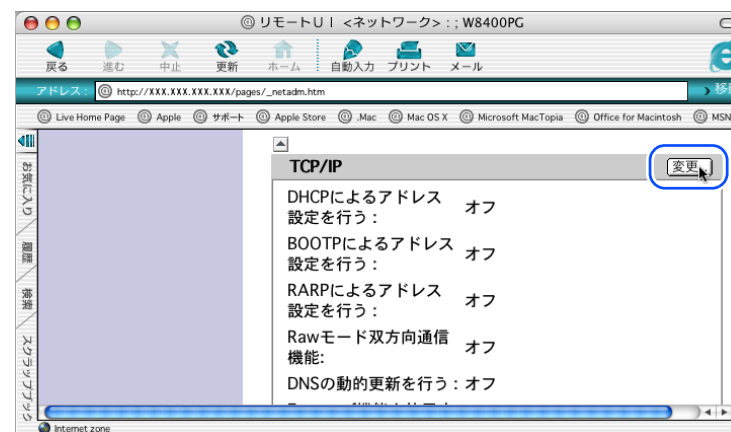 @ リモートUI <ネットワーク> : ; W8400PG
戻る 進む 中止 更新 ホーム 自動入力 プリント メール
アドレス: @ http://XXX.XXX.XXX.XXX/pages/_netadm.htm 移動
@ Live Home Page @ Apple @ サポート @ Apple Store @ .Mac @ Mac OS X @ Microsoft MacTopia @ Office for Macintosh @ MSN
お気に入り
履歴
検索
スクラップブック
TCP/IP 変更..
DHCPによるアドレス
設定を行う: オフ
BOOTPによるアドレス
設定を行う: オフ
RARPによるアドレス
設定を行う: オフ
Rawモード双方向通信
機能: オフ
DNSの動的更新を行う: オフ
Internet zone